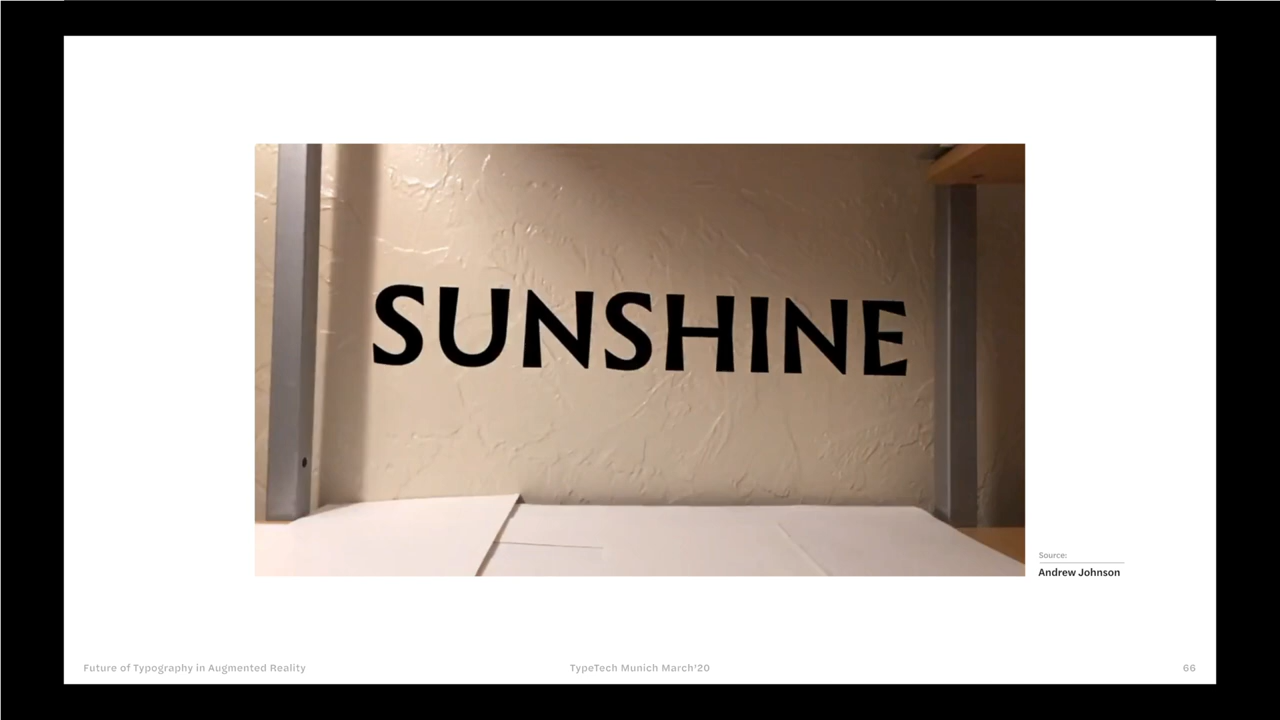 SUNSHINE
Source:
Andrew Johnson
Future of Typography in Augmented Reality
TypeTech Munich March'20
66